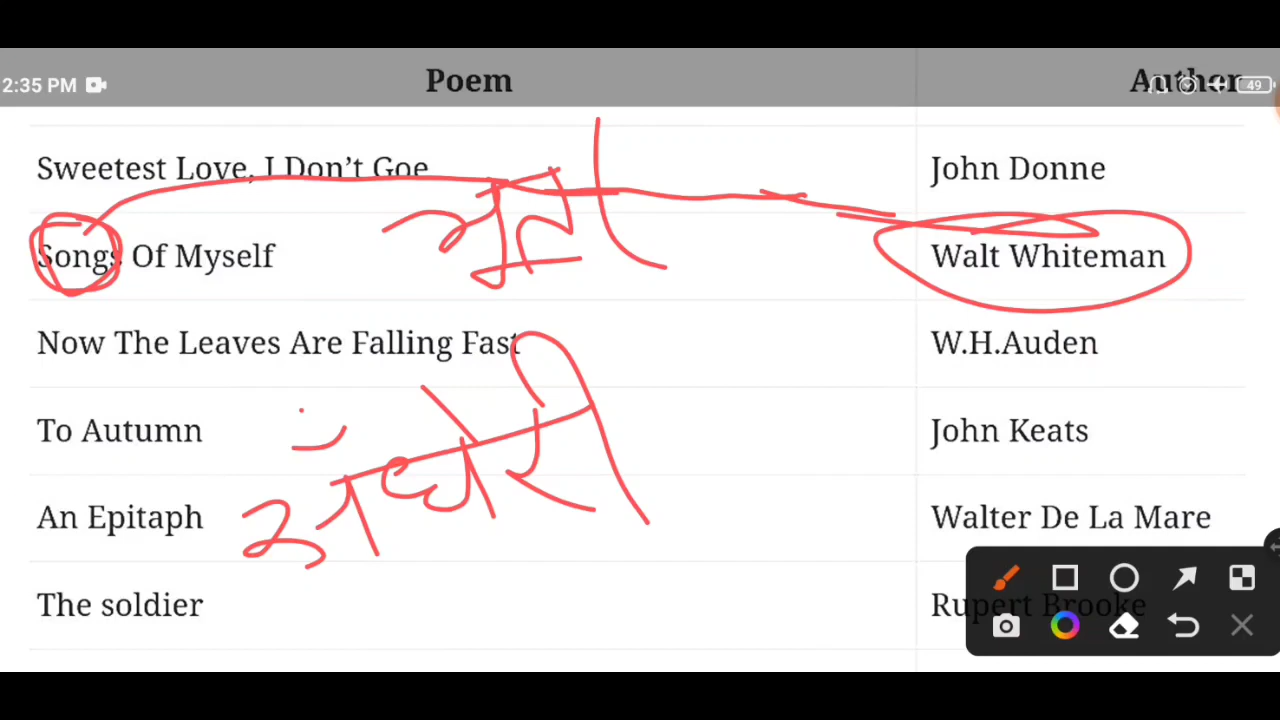 2:35 PM 49
Poem Author
Sweetest Love, I Don’t Goe John Donne
Songs Of Myself Walt Whiteman
Now The Leaves Are Falling Fast W.H.Auden
To Autumn John Keats
An Epitaph Walter De La Mare
The soldier Rupert Brooke